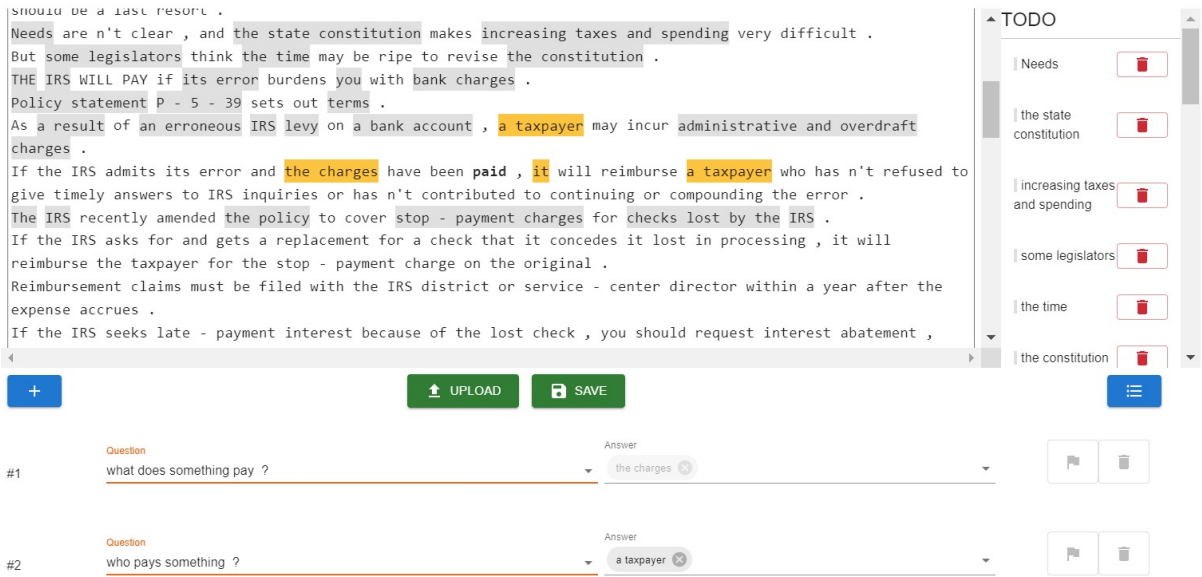 should be a last resort .
Needs are n't clear , and the state constitution makes increasing taxes and spending very difficult .
But some legislators think the time may be ripe to revise the constitution .
THE IRS WILL PAY if its error burdens you with bank charges .
Policy statement P - 5 - 39 sets out terms .
As a result of an erroneous IRS levy on a bank account , a taxpayer may incur administrative and overdraft
charges .
If the IRS admits its error and the charges have been paid , it will reimburse a taxpayer who has n't refused to
give timely answers to IRS inquiries or has n't contributed to continuing or compounding the error .
The IRS recently amended the policy to cover stop - payment charges for checks lost by the IRS .
If the IRS asks for and gets a replacement for a check that it concedes it lost in processing , it will
reimburse the taxpayer for the stop - payment charge on the original .
Reimbursement claims must be filed with the IRS district or service - center director within a year after the
expense accrues .
If the IRS seeks late - payment interest because of the lost check , you should request interest abatement ,
TODO
Needs
the state
constitution
increasing taxes
and spending
some legislators
the time
the constitution
+ UPLOAD SAVE
Question Answer
#1 what does something pay ? the charges
Question Answer
#2 who pays something ? a taxpayer